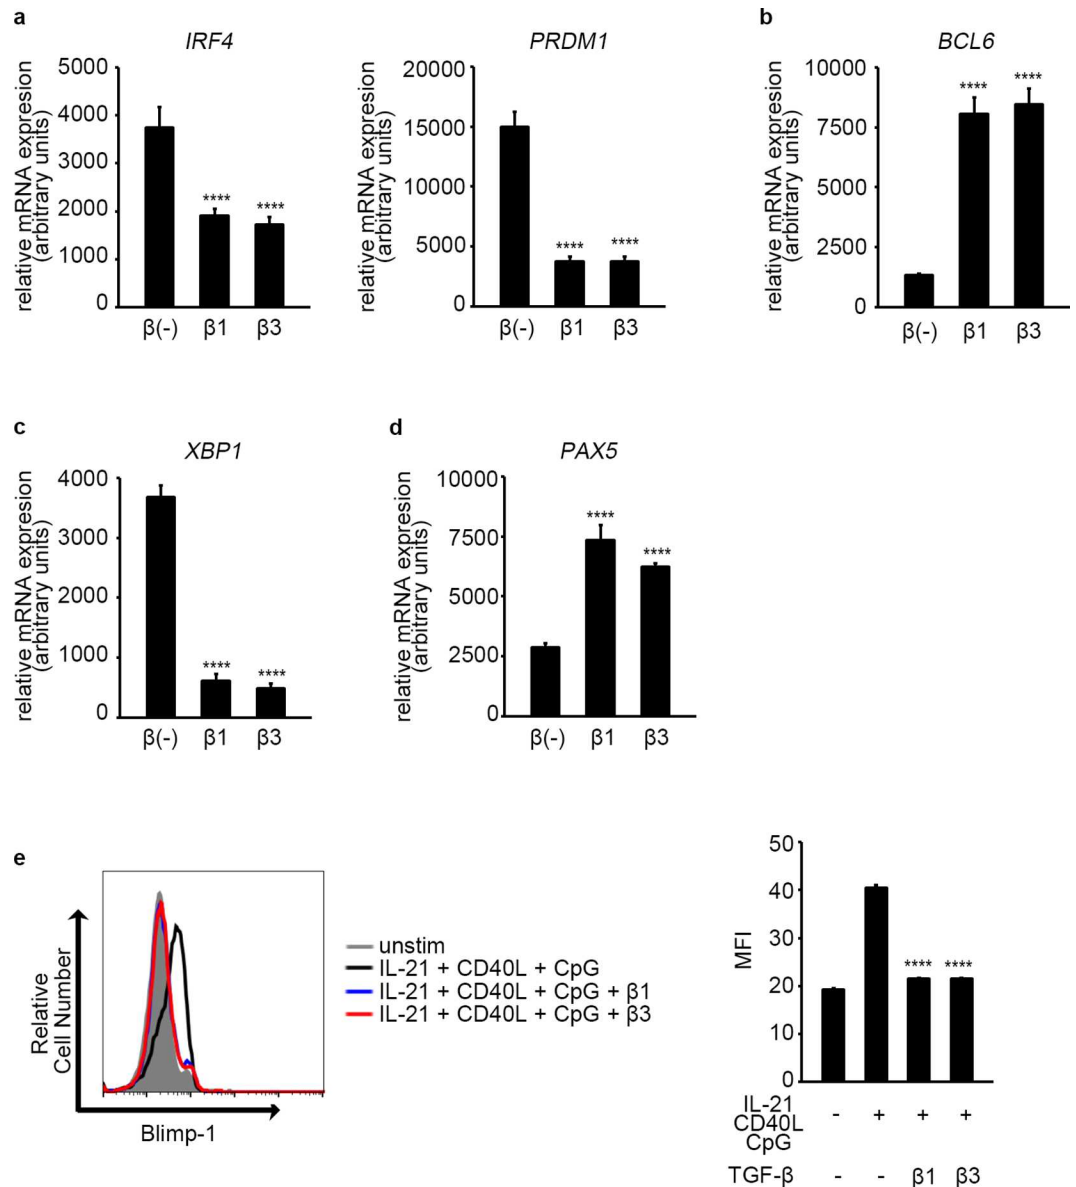 a
IRF4
relative mRNA expresion
(arbitrary units)
5000
4000
3000
2000
1000
0
****
****
β(-) β1 β3
PRDM1
relative mRNA expresion
(arbitrary units)
20000
15000
10000
5000
0
****
****
β(-) β1 β3
b
BCL6
relative mRNA expresion
(arbitrary units)
10000
7500
5000
2500
0
****
****
β(-) β1 β3
c
XBP1
relative mRNA expresion
(arbitrary units)
4000
3000
2000
1000
0
****
****
β(-) β1 β3
d
PAX5
relative mRNA expresion
(arbitrary units)
10000
7500
5000
2500
0
****
****
β(-) β1 β3
e
Relative
Cell Number
Blimp-1
unstim
IL-21 + CD40L + CpG
IL-21 + CD40L + CpG + β1
IL-21 + CD40L + CpG + β3
MFI
50
40
30
20
10
0
**** ****
IL-21
CD40L
CpG
- + + +
TGF-β - - β1 β3